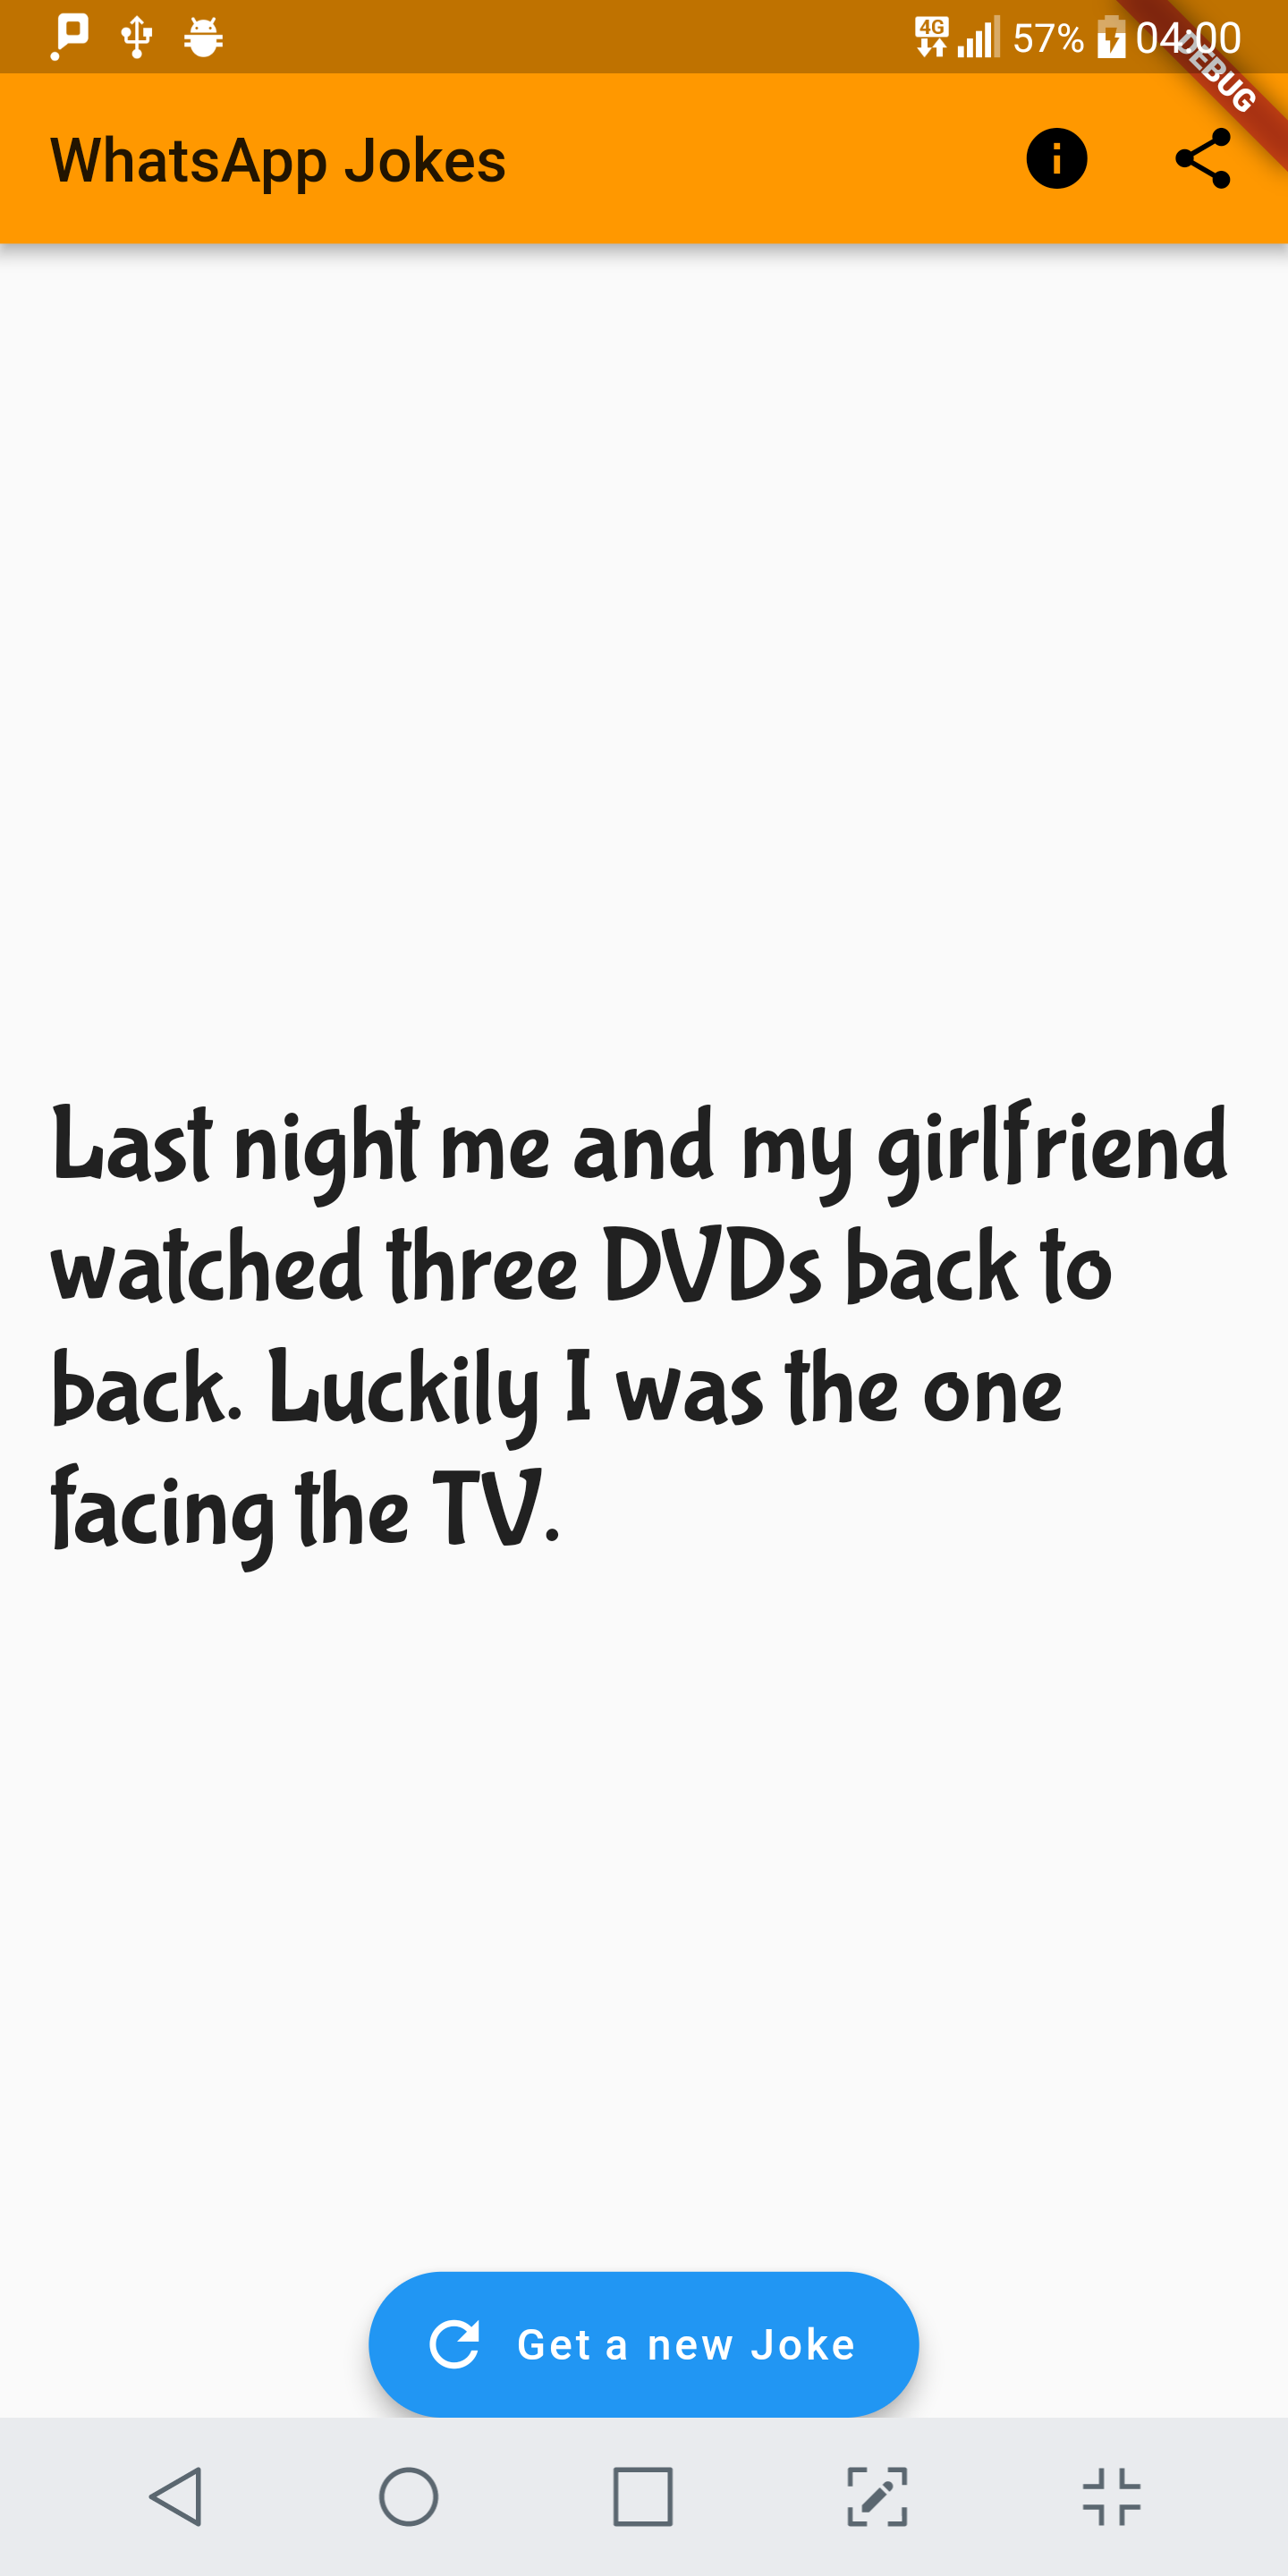 4G 57% 04:00
DEBUG
WhatsApp Jokes
Last night me and my girlfriend
watched three DVDs back to
back. Luckily I was the one
facing the TV.
Get a new Joke